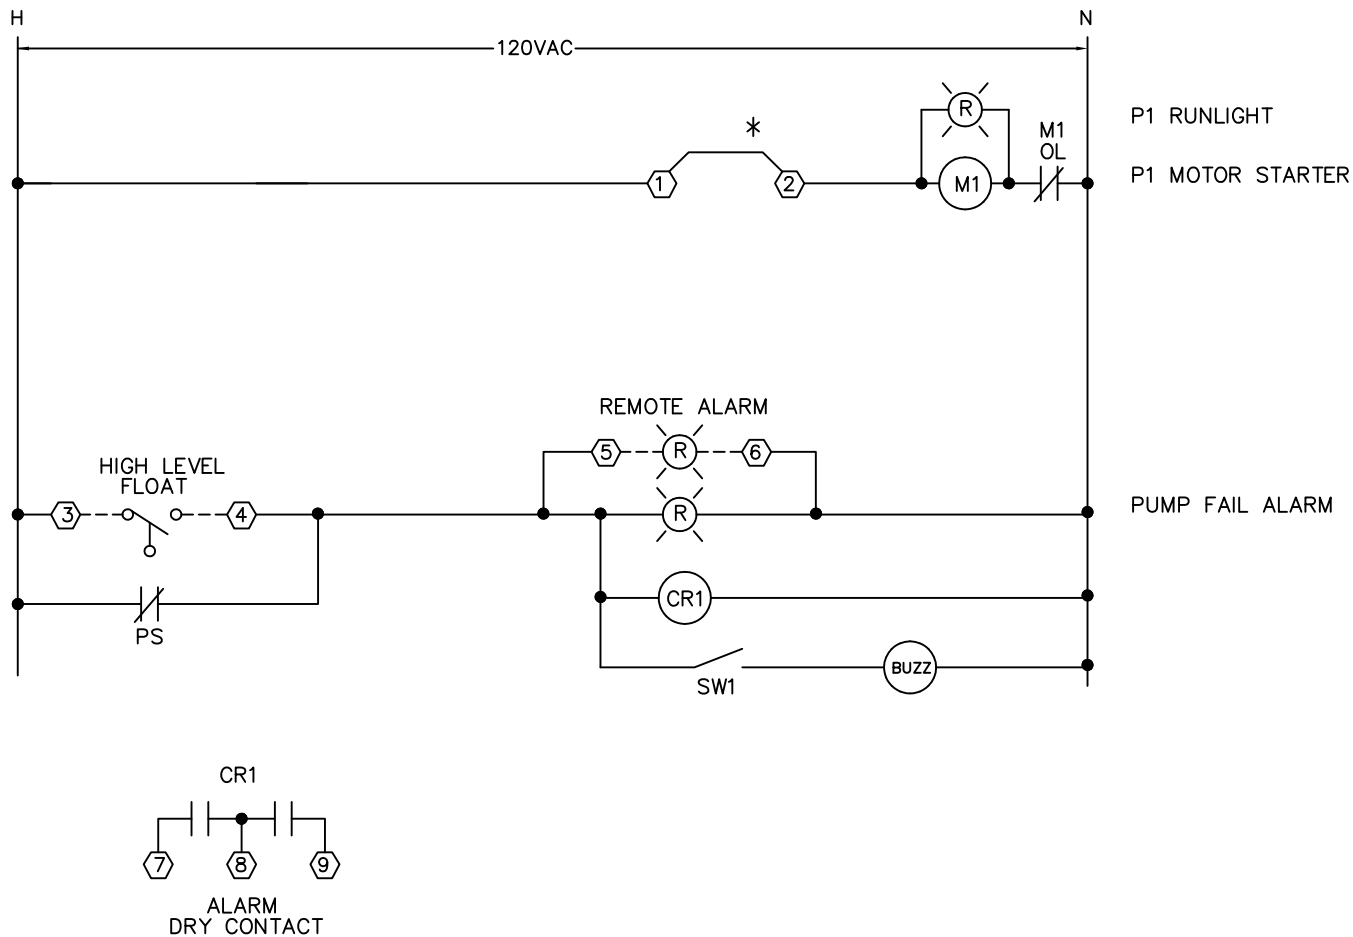 H
N
120VAC
R
P1 RUNLIGHT
M1
OL
*
1
2
M1
P1 MOTOR STARTER
REMOTE ALARM
5
R
6
HIGH LEVEL
FLOAT
3
4
R
PUMP FAIL ALARM
PS
CR1
SW1
BUZZ
CR1
7
8
9
ALARM
DRY CONTACT